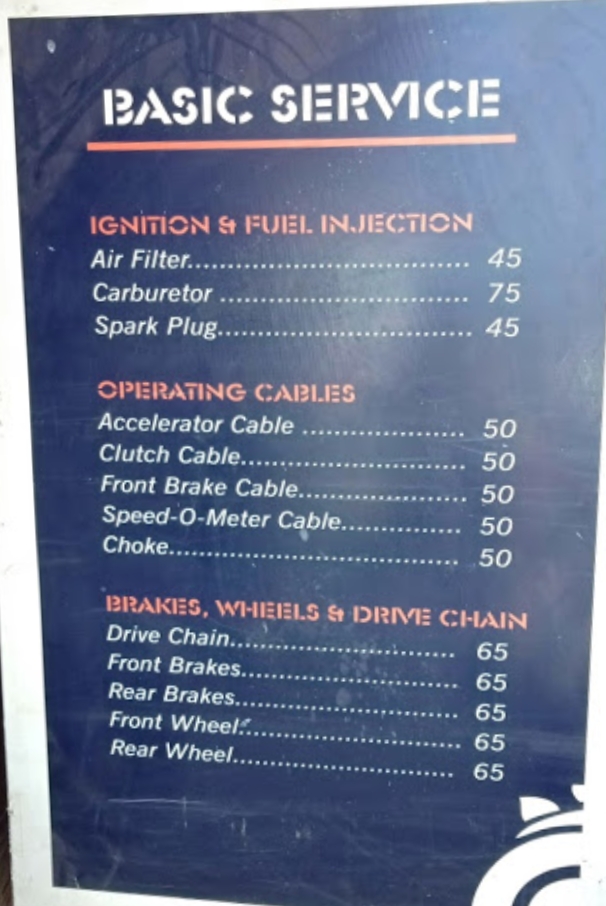 BASIC SERVICE
IGNITION & FUEL INJECTION
Air Filter........................................ 45
Carburetor ................................... 75
Spark Plug.................................... 45
OPERATING CABLES
Accelerator Cable ....................... 50
Clutch Cable................................ 50
Front Brake Cable........................ 50
Speed-O-Meter Cable................. 50
Choke............................................ 50
BRAKES, WHEELS & DRIVE CHAIN
Drive Chain................................... 65
Front Brakes................................. 65
Rear Brakes.................................. 65
Front Wheel.................................. 65
Rear Wheel................................... 65